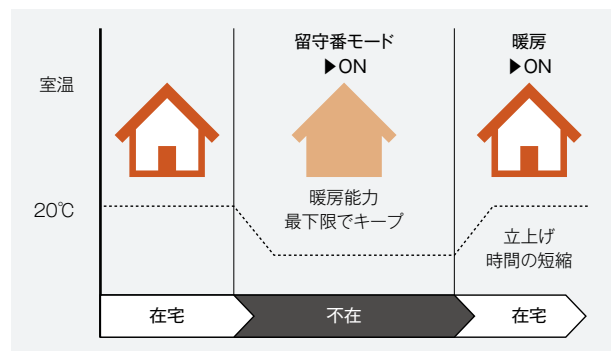 留守番モード
▶ON
暖房
▶ON
室温
暖房能力
最下限でキープ
20℃
立上げ
時間の短縮
在宅
不在
在宅